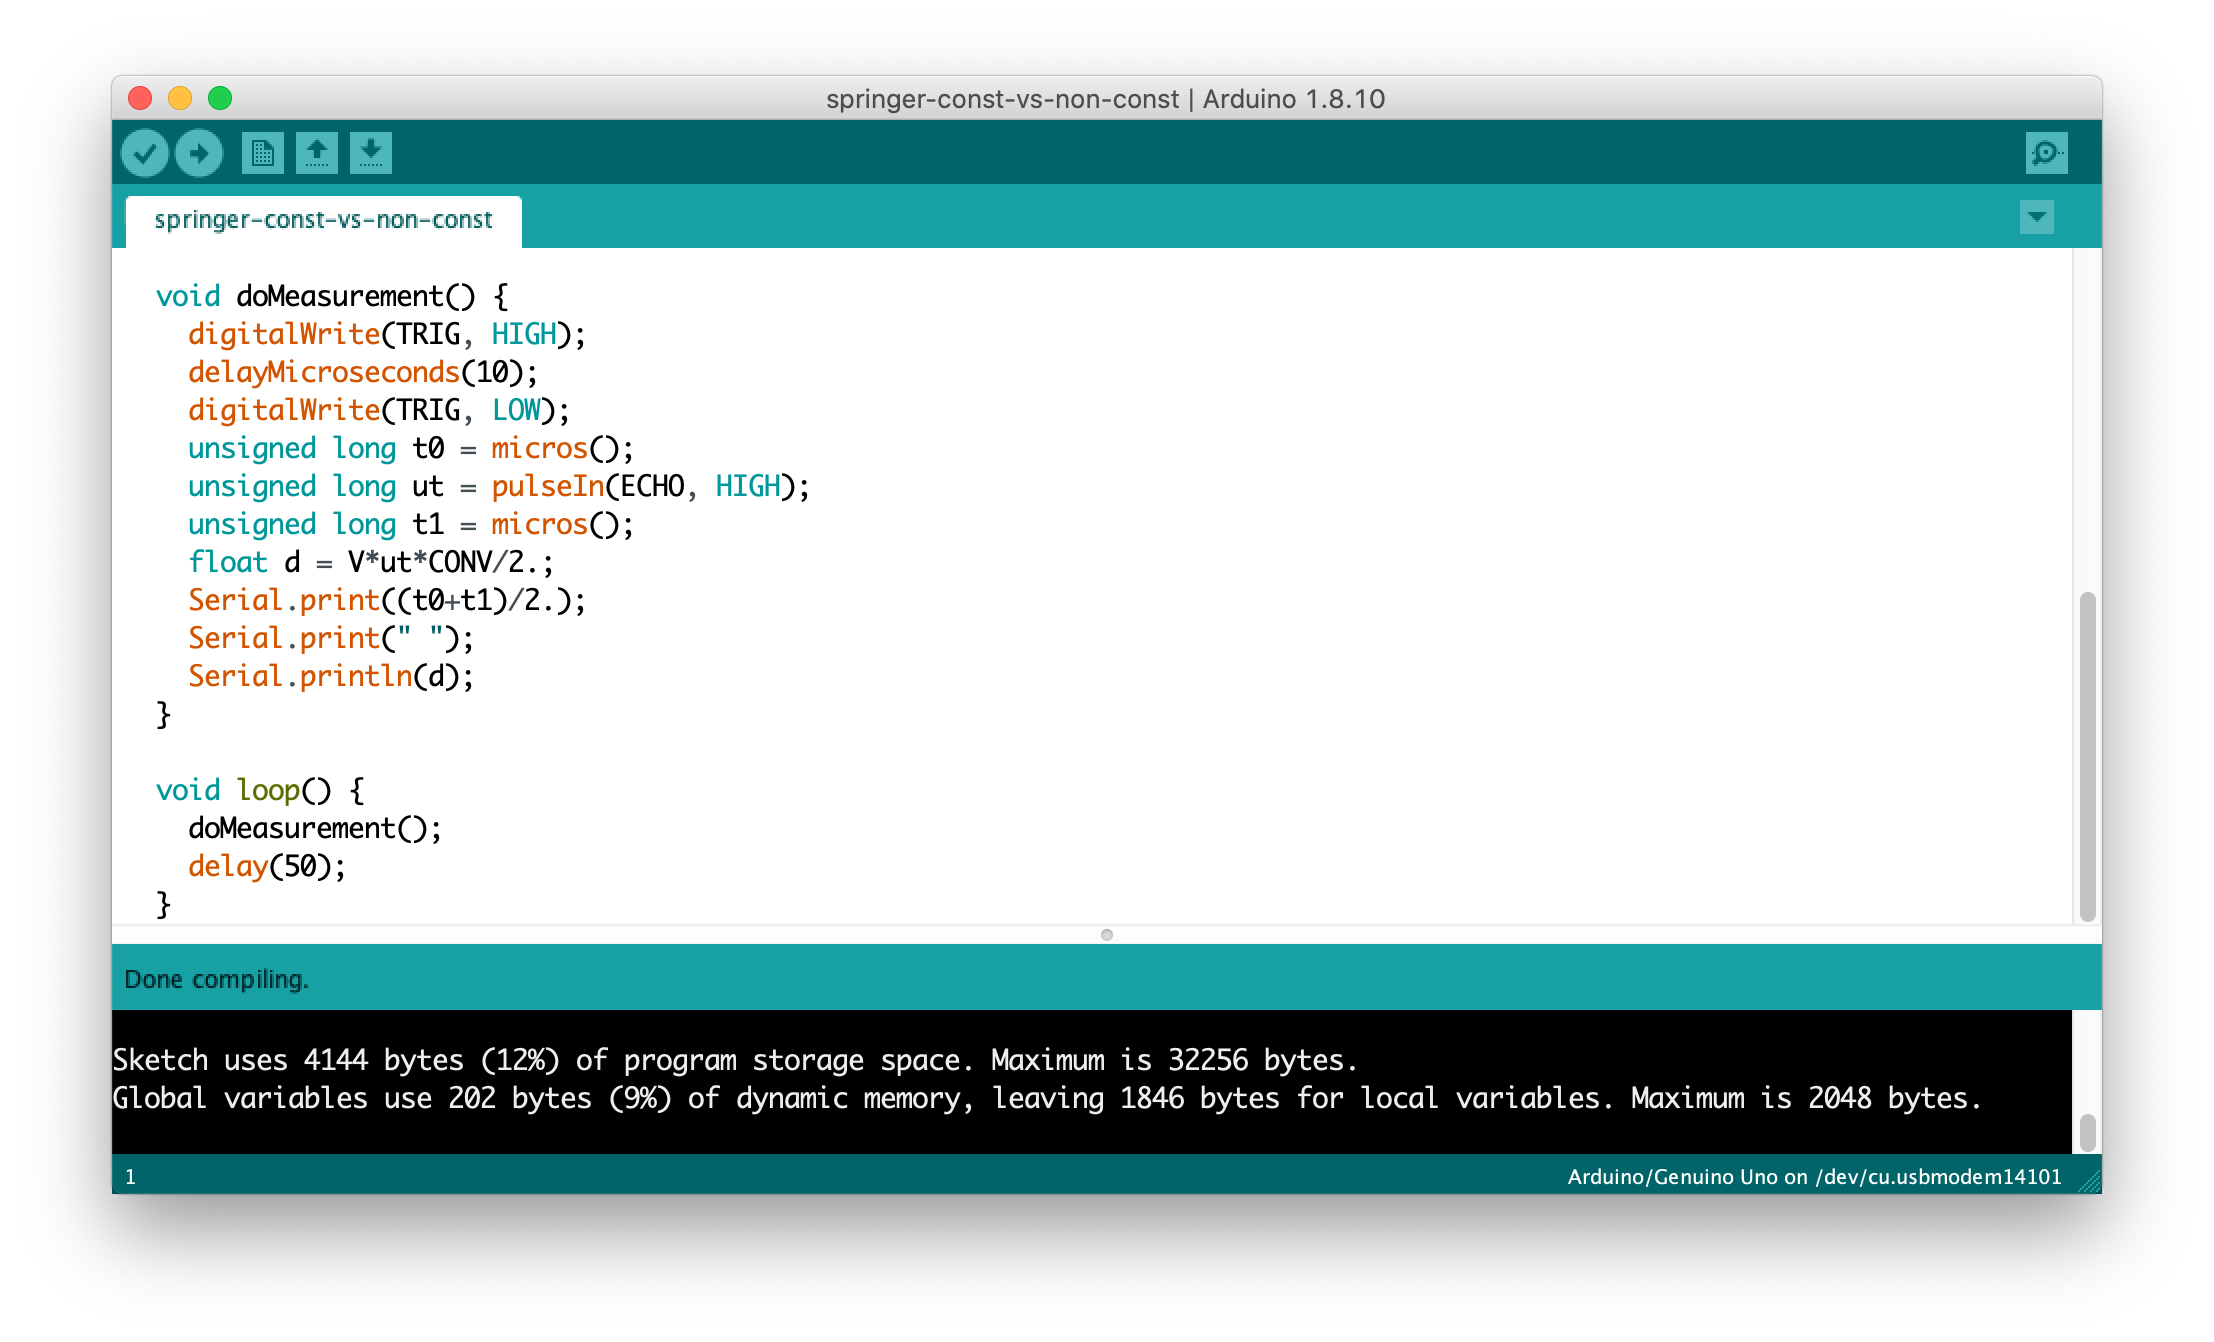 springer-const-vs-non-const | Arduino 1.8.10
springer-const-vs-non-const
void doMeasurement() {
  digitalWrite(TRIG, HIGH);
  delayMicroseconds(10);
  digitalWrite(TRIG, LOW);
  unsigned long t0 = micros();
  unsigned long ut = pulseIn(ECHO, HIGH);
  unsigned long t1 = micros();
  float d = V*ut*CONV/2.;
  Serial.print((t0+t1)/2.);
  Serial.print(" ");
  Serial.println(d);
}
void loop() {
  doMeasurement();
  delay(50);
}
Done compiling.
Sketch uses 4144 bytes (12%) of program storage space. Maximum is 32256 bytes.
Global variables use 202 bytes (9%) of dynamic memory, leaving 1846 bytes for local variables. Maximum is 2048 bytes.
1
Arduino/Genuino Uno on /dev/cu.usbmodem14101